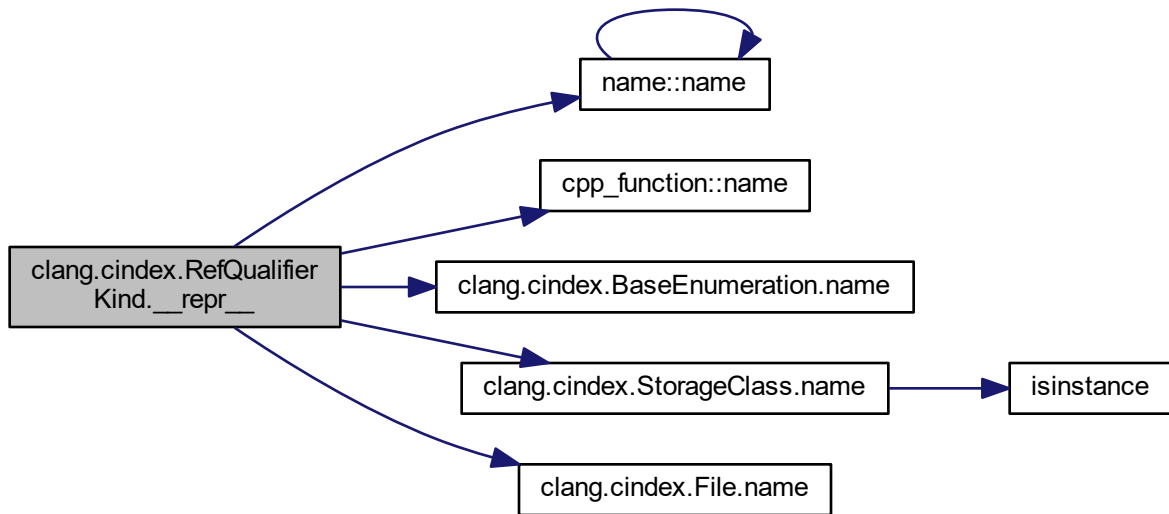 name::name
cpp_function::name
clang.cindex.RefQualifier
Kind.__repr__
clang.cindex.BaseEnumeration.name
clang.cindex.StorageClass.name
isinstance
clang.cindex.File.name